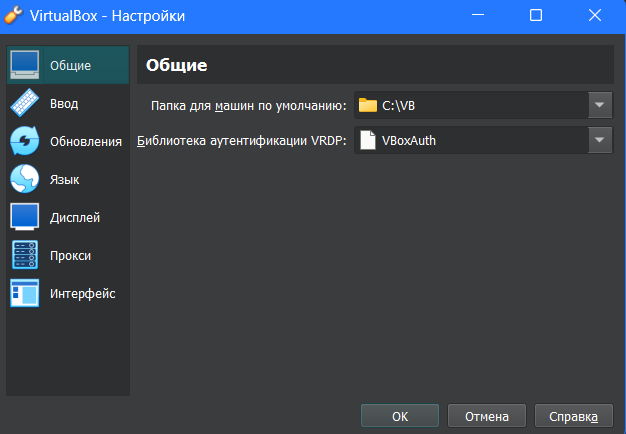 VirtualBox - Настройки
Общие
Ввод
Обновления
Язык
Дисплей
Прокси
Интерфейс
Общие
Папка для машин по умолчанию: C:\VB
Библиотека аутентификации VRDP: VBoxAuth
OK Отмена Справка